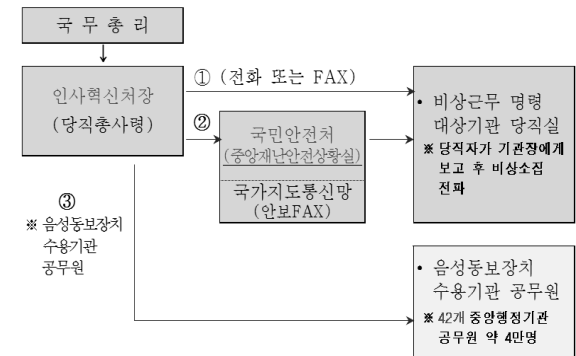 국 무 총 리
인사혁신처장
(당직총사령)
① (전화 또는 FAX)
②
국민안전처
(중앙재난안전상황실)
국가지도통신망
(안보FAX)
• 비상근무 명령
대상기관 당직실
※ 당직자가 기관장에게
보고 후 비상소집
전파
③
※ 음성동보장치
수용기관
공무원
• 음성동보장치
수용기관 공무원
※ 42개 중앙행정기관
공무원 약 4만명